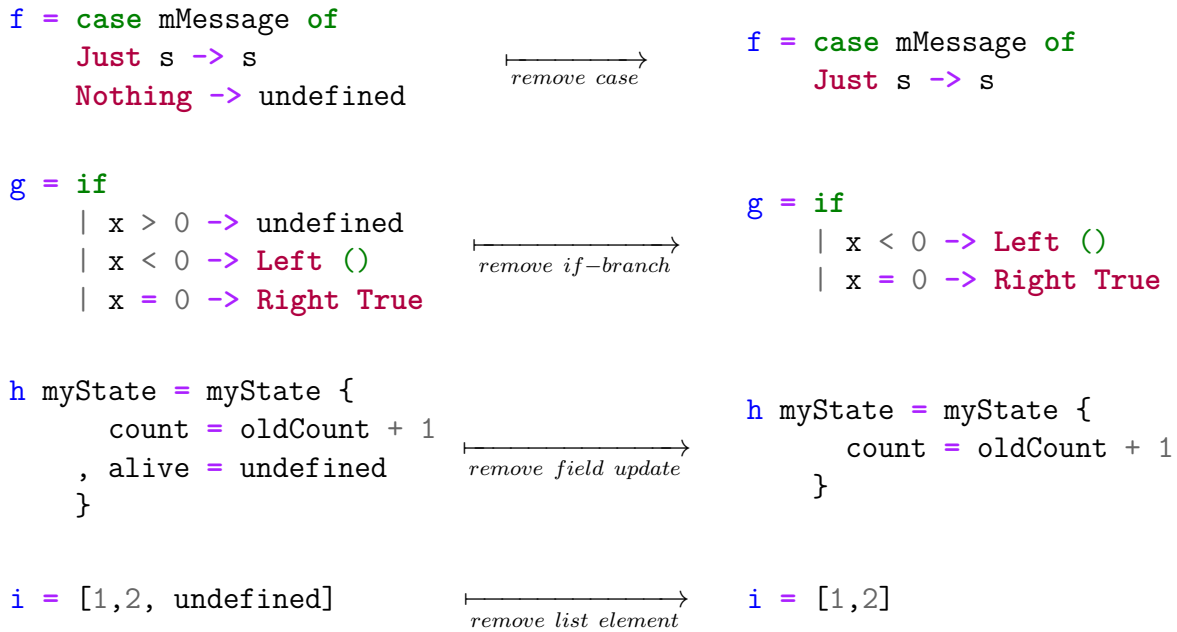 f = case mMessage of
    Just s -> s
    Nothing -> undefined
remove case
f = case mMessage of
    Just s -> s
g = if
    | x > 0 -> undefined
    | x < 0 -> Left ()
    | x = 0 -> Right True
remove if−branch
g = if
    | x < 0 -> Left ()
    | x = 0 -> Right True
h myState = myState {
      count = oldCount + 1
    , alive = undefined
    }
remove field update
h myState = myState {
      count = oldCount + 1
    }
i = [1,2, undefined]
remove list element
i = [1,2]